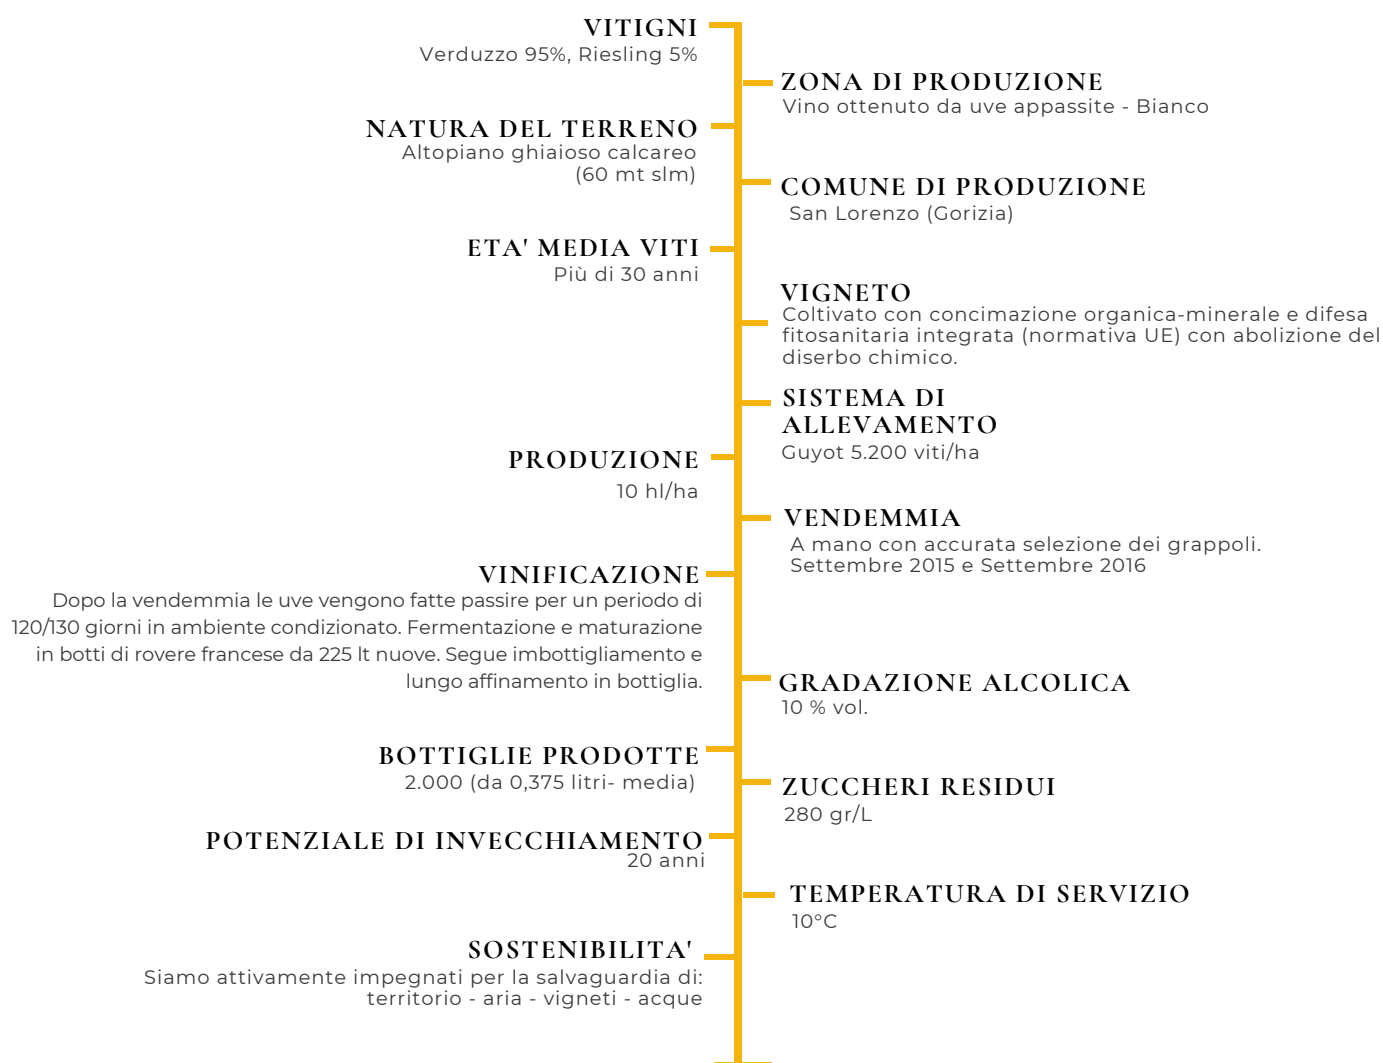 VITIGNI
Verduzzo 95%, Riesling 5%
ZONA DI PRODUZIONE
Vino ottenuto da uve appassite - Bianco
NATURA DEL TERRENO
Altopiano ghiaioso calcareo
(60 mt slm)
COMUNE DI PRODUZIONE
San Lorenzo (Gorizia)
ETA' MEDIA VITI
Più di 30 anni
VIGNETO
Coltivato con concimazione organica-minerale e difesa
fitosanitaria integrata (normativa UE) con abolizione del
diserbo chimico.
SISTEMA DI
ALLEVAMENTO
Guyot 5.200 viti/ha
PRODUZIONE
10 hl/ha
VENDEMMIA
A mano con accurata selezione dei grappoli.
Settembre 2015 e Settembre 2016
VINIFICAZIONE
Dopo la vendemmia le uve vengono fatte passire per un periodo di
120/130 giorni in ambiente condizionato. Fermentazione e maturazione
in botti di rovere francese da 225 lt nuove. Segue imbottigliamento e
lungo affinamento in bottiglia.
GRADAZIONE ALCOLICA
10 % vol.
BOTTIGLIE PRODOTTE
2.000 (da 0,375 litri- media)
ZUCCHERI RESIDUI
280 gr/L
POTENZIALE DI INVECCHIAMENTO
20 anni
TEMPERATURA DI SERVIZIO
10°C
SOSTENIBILITA'
Siamo attivamente impegnati per la salvaguardia di:
territorio - aria - vigneti - acque